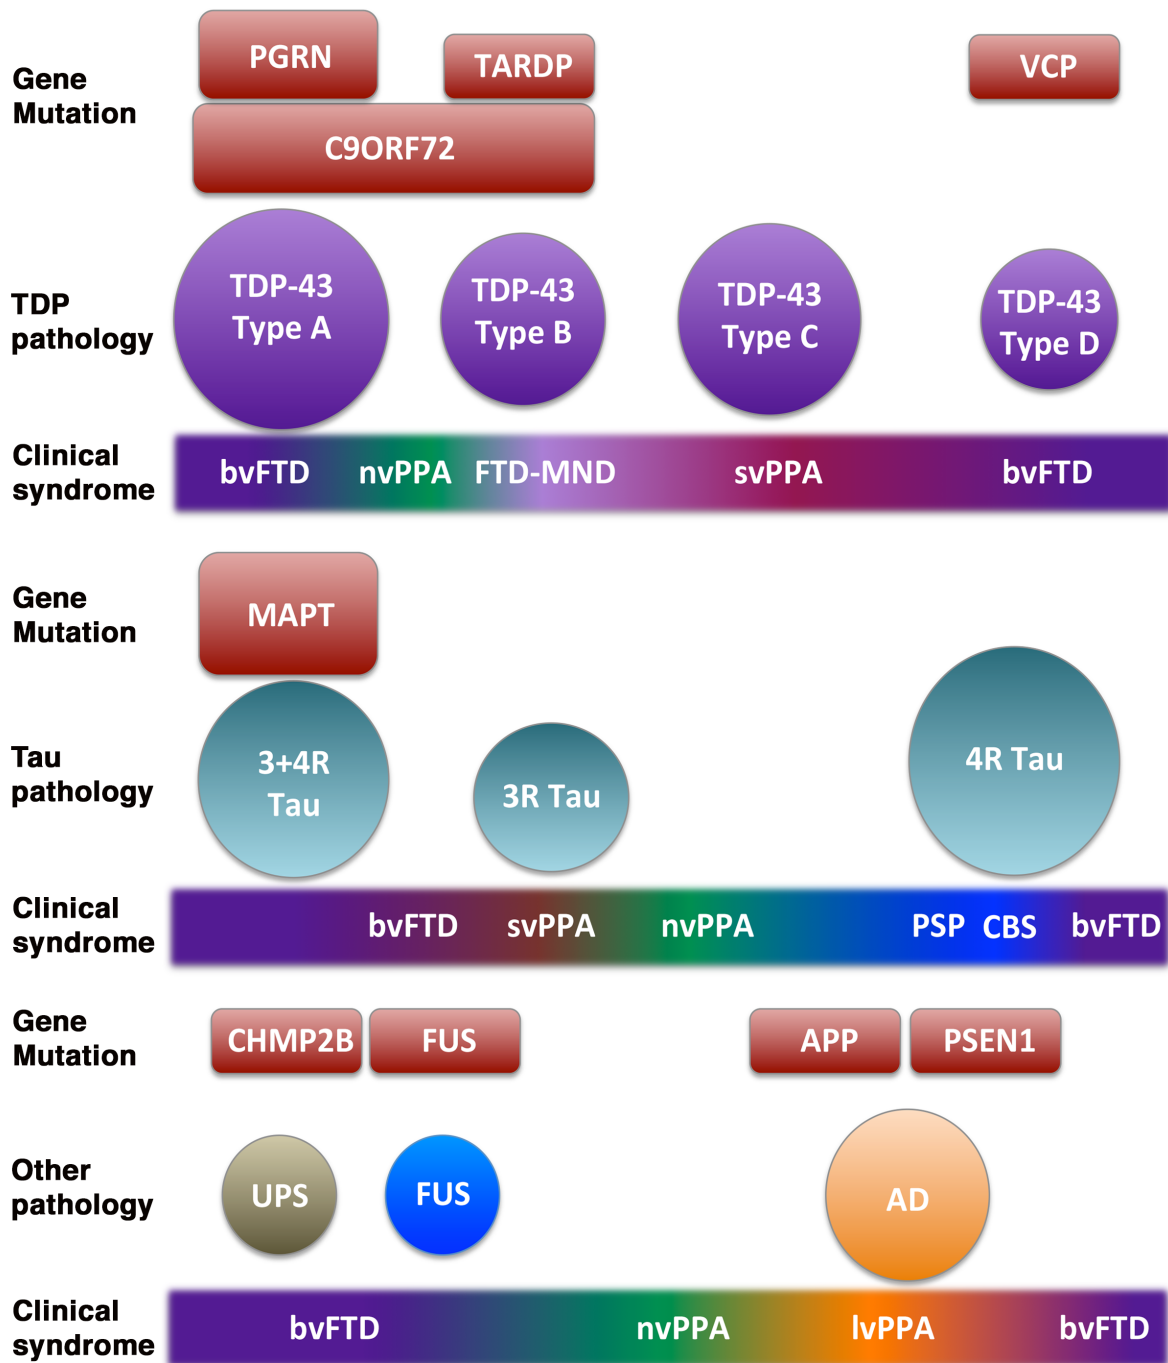 Gene
Mutation
PGRN
TARDP
VCP
C9ORF72
TDP
pathology
TDP-43
Type A
TDP-43
Type B
TDP-43
Type C
TDP-43
Type D
Clinical
syndrome
bvFTD
nvPPA
FTD-MND
svPPA
bvFTD
Gene
Mutation
MAPT
Tau
pathology
3+4R
Tau
3R Tau
4R Tau
Clinical
syndrome
bvFTD
svPPA
nvPPA
PSP
CBS
bvFTD
Gene
Mutation
CHMP2B
FUS
APP
PSEN1
Other
pathology
UPS
FUS
AD
Clinical
syndrome
bvFTD
nvPPA
lvPPA
bvFTD